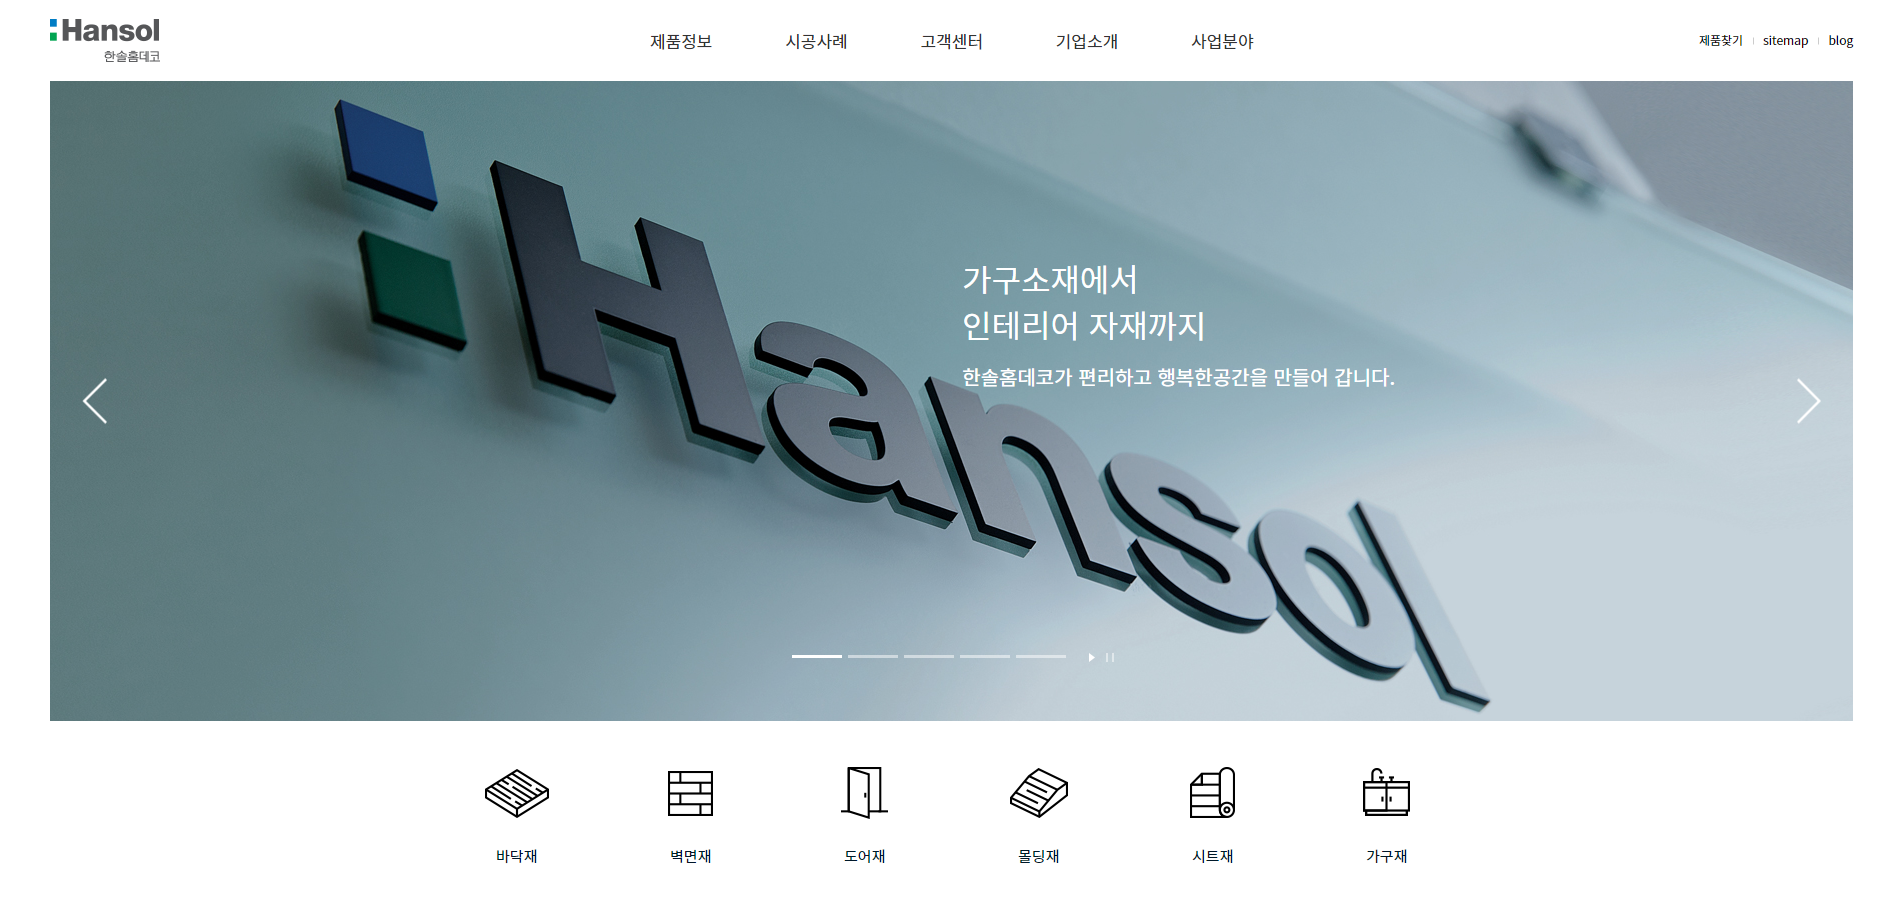 Hansol
한솔홈데코
제품정보 시공사례 고객센터 기업소개 사업분야
제품찾기 sitemap blog
Hansol
가구소재에서
인테리어 자재까지
한솔홈데코가 편리하고 행복한공간을 만들어 갑니다.
바닥재 벽면재 도어재 몰딩재 시트재 가구재